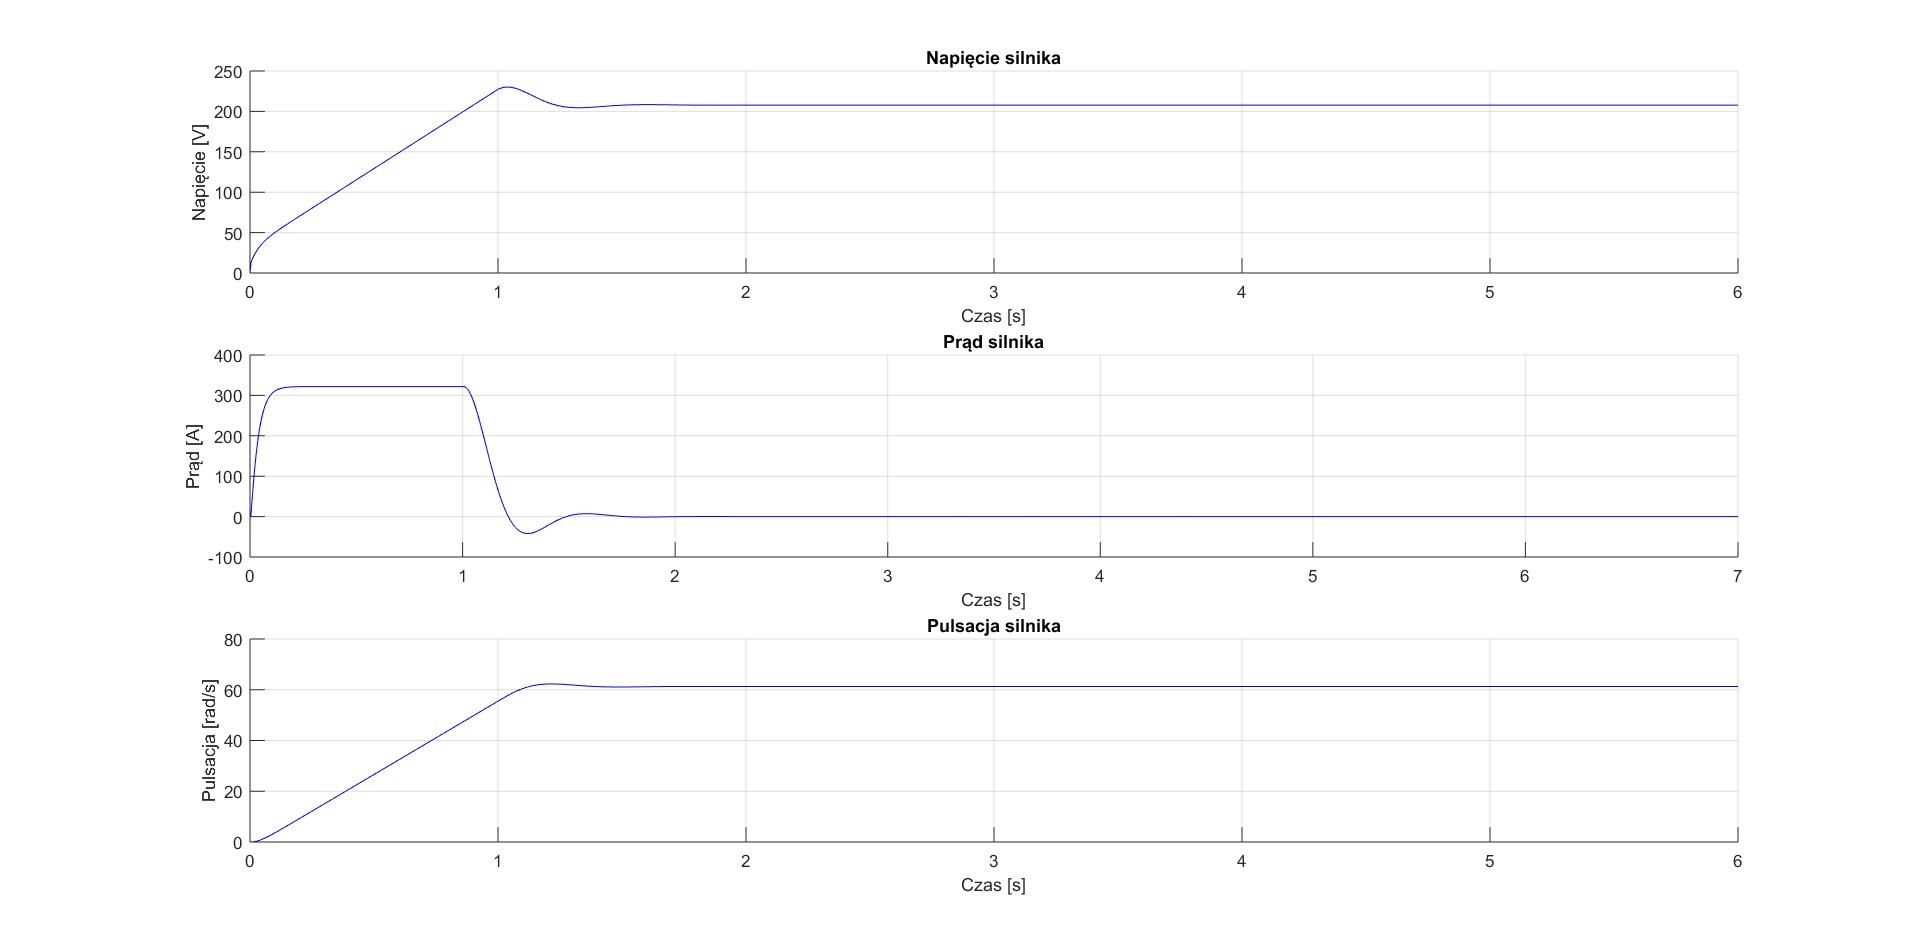 Napięcie silnika
250
200
150
100
50
0
Napięcie [V]
0 1 2 3 4 5 6
Czas [s]
Prąd silnika
400
300
200
100
0
-100
Prąd [A]
0 1 2 3 4 5 6 7
Czas [s]
Pulsacja silnika
80
60
40
20
0
Pulsacja [rad/s]
0 1 2 3 4 5 6
Czas [s]